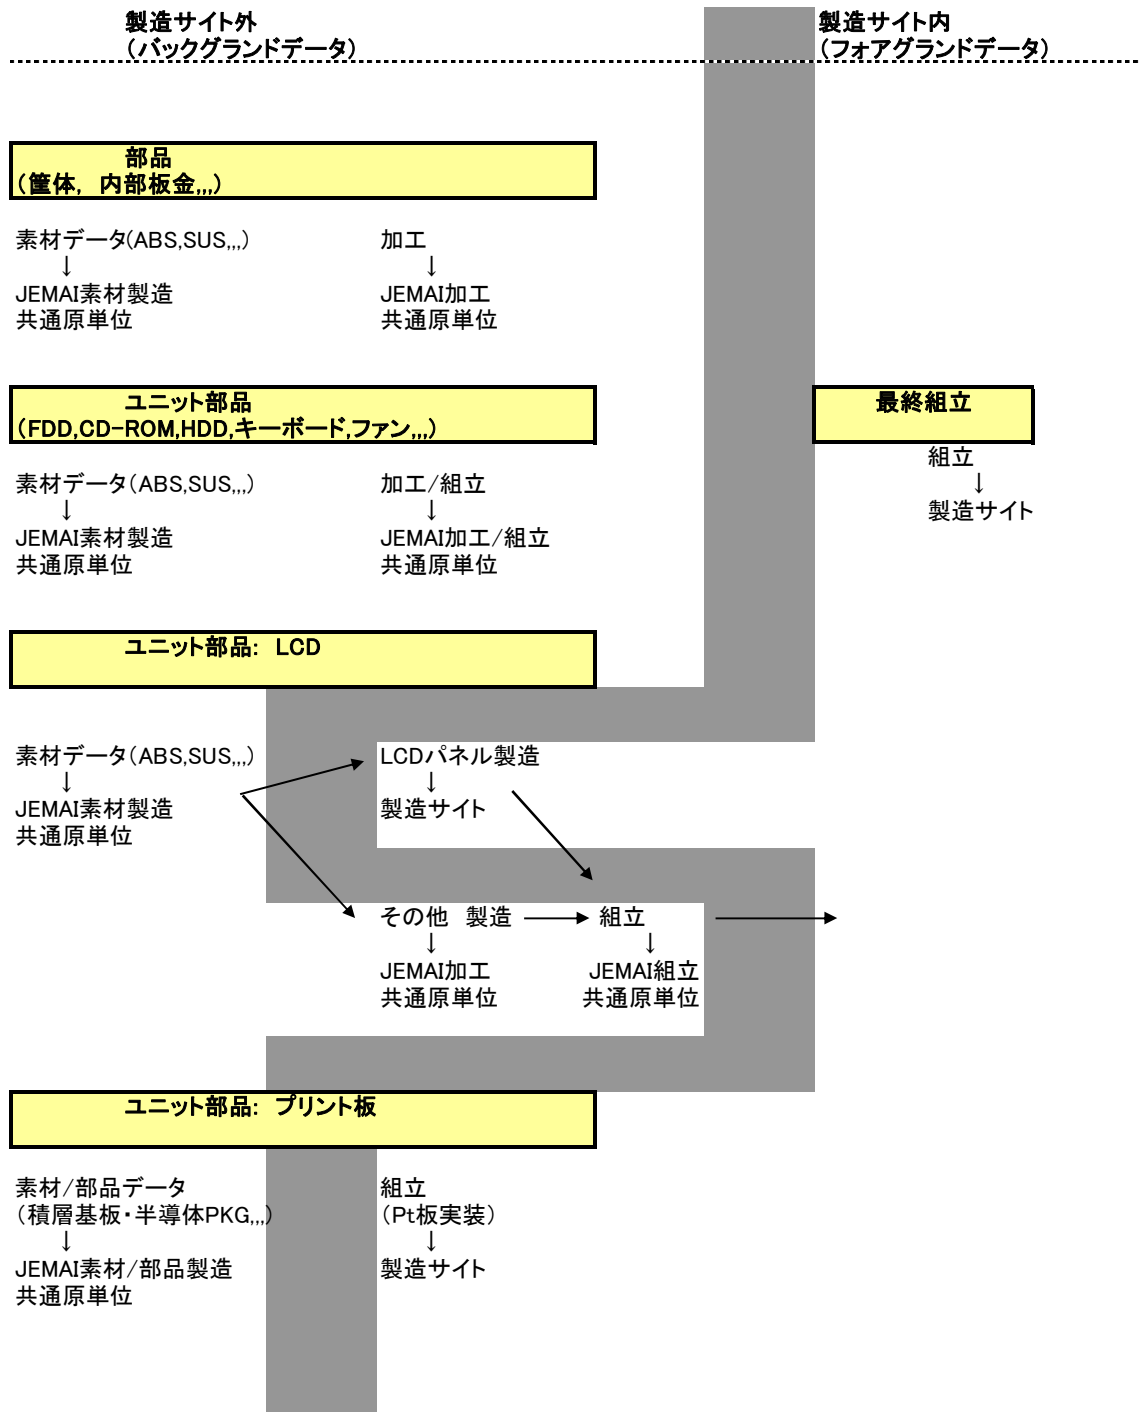 製造サイト外
（バックグランドデータ）
製造サイト内
（フォアグランドデータ）
部品
（筐体,　内部板金,,,）
素材データ(ABS,SUS,,,)
↓
JEMAI素材製造
共通原単位
加工
↓
JEMAI加工
共通原単位
ユニット部品
（FDD,CD-ROM,HDD,キーボード,ファン,,,）
最終組立
組立
↓
製造サイト
素材データ（ABS,SUS,,,）
↓
JEMAI素材製造
共通原単位
加工/組立
↓
JEMAI加工/組立
共通原単位
ユニット部品:　LCD
素材データ（ABS,SUS,,,）
↓
JEMAI素材製造
共通原単位
LCDパネル製造
↓
製造サイト
その他　製造
↓
JEMAI加工
共通原単位
組立
↓
JEMAI組立
共通原単位
ユニット部品:　プリント板
素材/部品データ
（積層基板・半導体PKG,,,）
↓
JEMAI素材/部品製造
共通原単位
組立
（Pt板実装）
↓
製造サイト